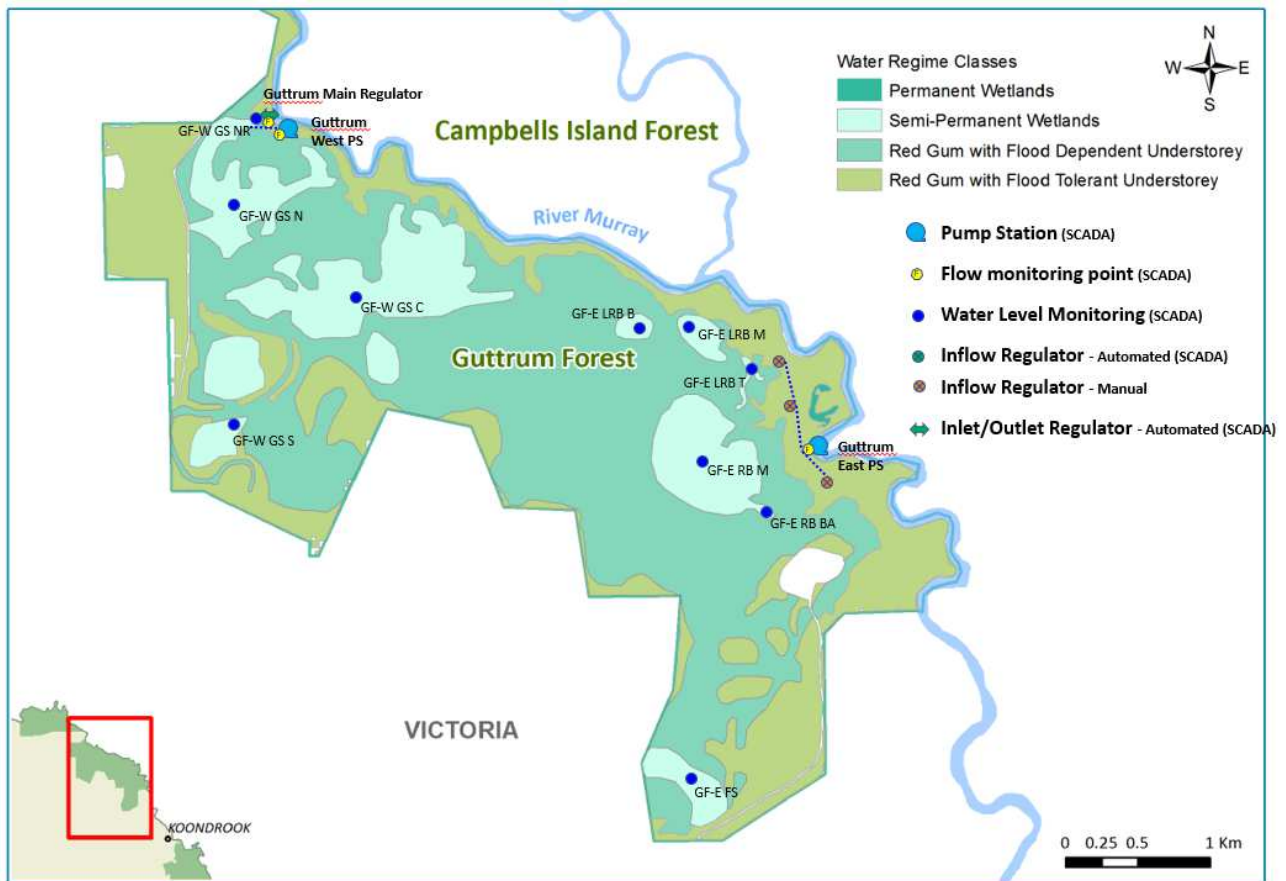 N
W
E
S
Water Regime Classes
Permanent Wetlands
Semi-Permanent Wetlands
Red Gum with Flood Dependent Understorey
Red Gum with Flood Tolerant Understorey
Pump Station (SCADA)
F Flow monitoring point (SCADA)
Water Level Monitoring (SCADA)
Inflow Regulator - Automated (SCADA)
Inflow Regulator - Manual
Inlet/Outlet Regulator - Automated (SCADA)
Guttrum Main Regulator
GF-W GS NR
F
F
Guttrum
West PS
Campbells Island Forest
River Murray
GF-W GS N
GF-W GS C
GF-E LRB B
GF-E LRB M
Guttrum Forest
GF-E LRB T
GF-W GS S
GF-E RB M
F
Guttrum
East PS
GF-E RB BA
VICTORIA
GF-E FS
KOONDROOK
0 0.25 0.5 1 Km